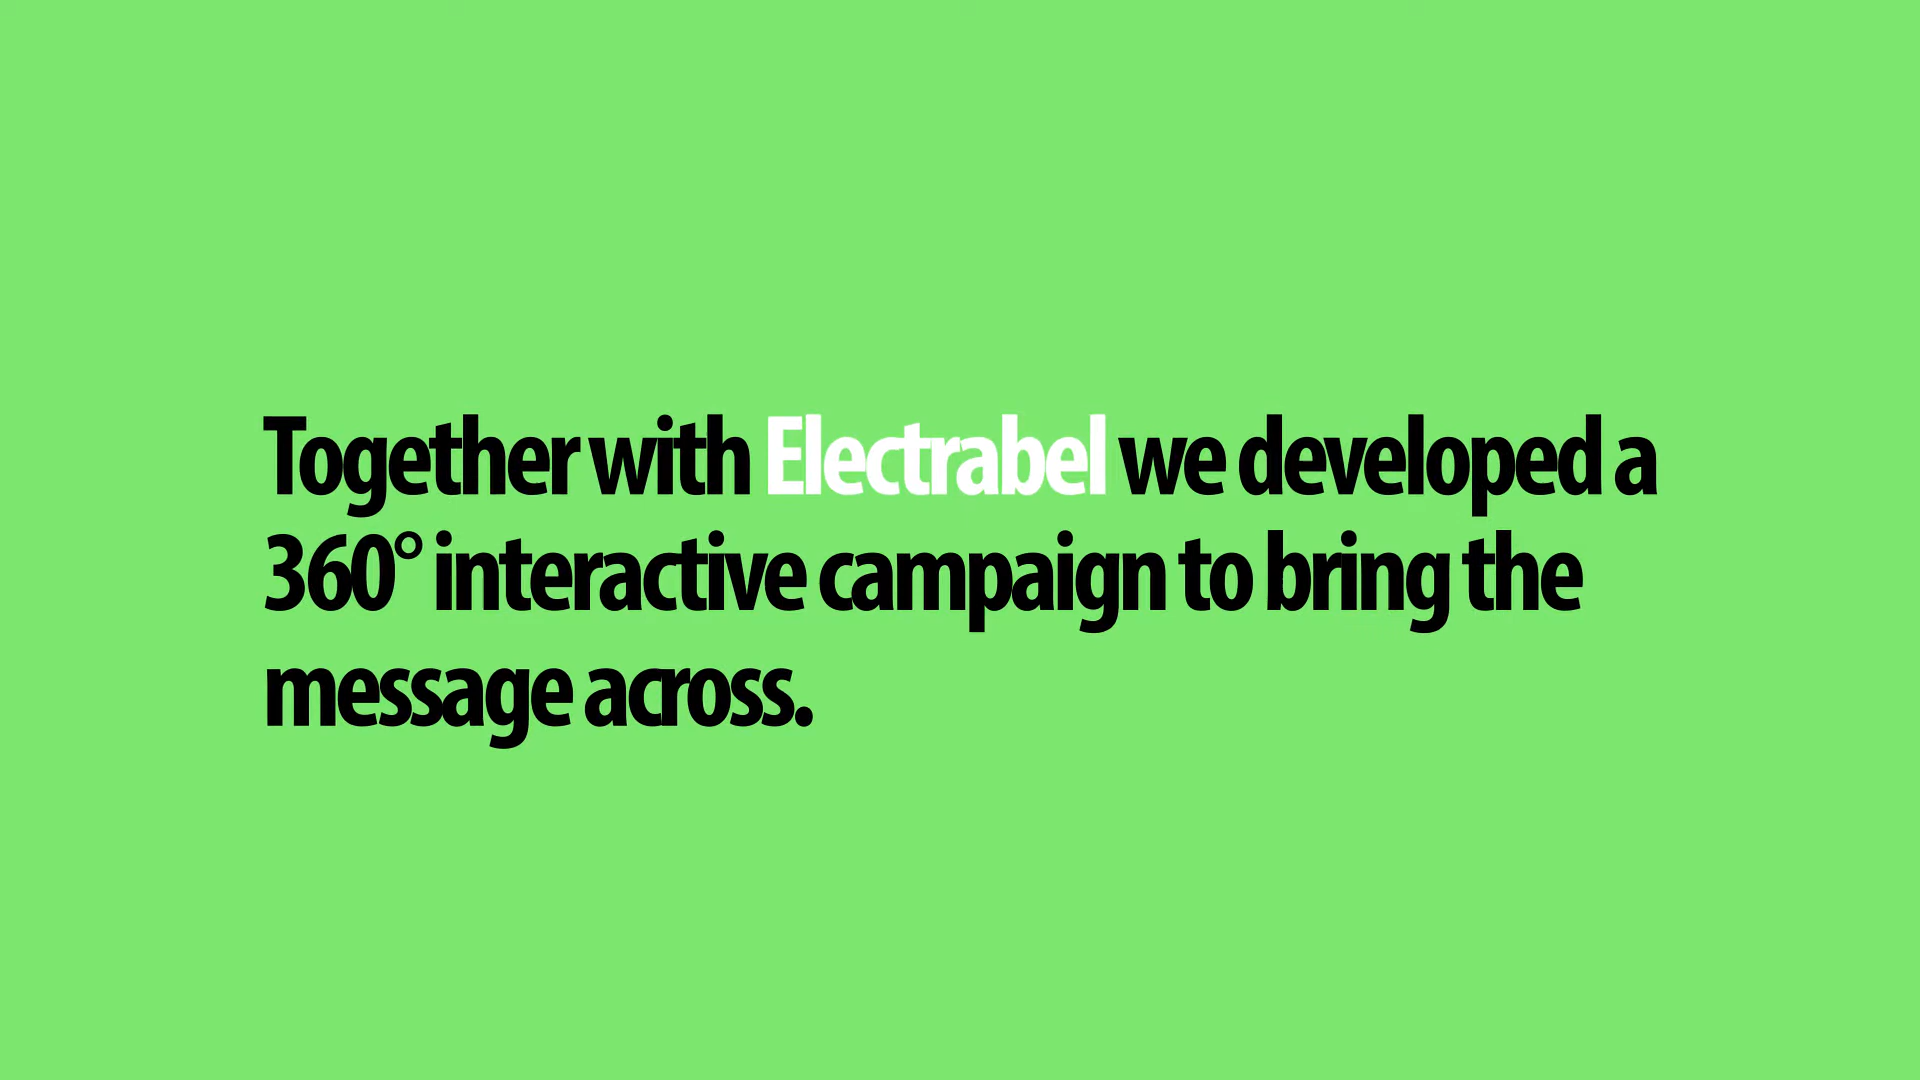 Together with Electrabel we developed a
360° interactive campaign to bring the
message across.